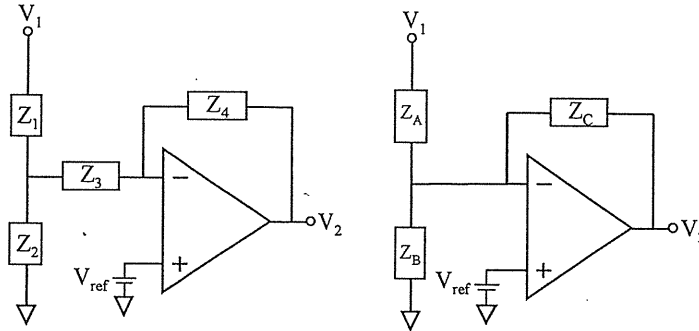 V1
Z1
Z2
Z3
Z4
−
+
Vref
V2
V1
ZA
ZB
ZC
−
+
Vref